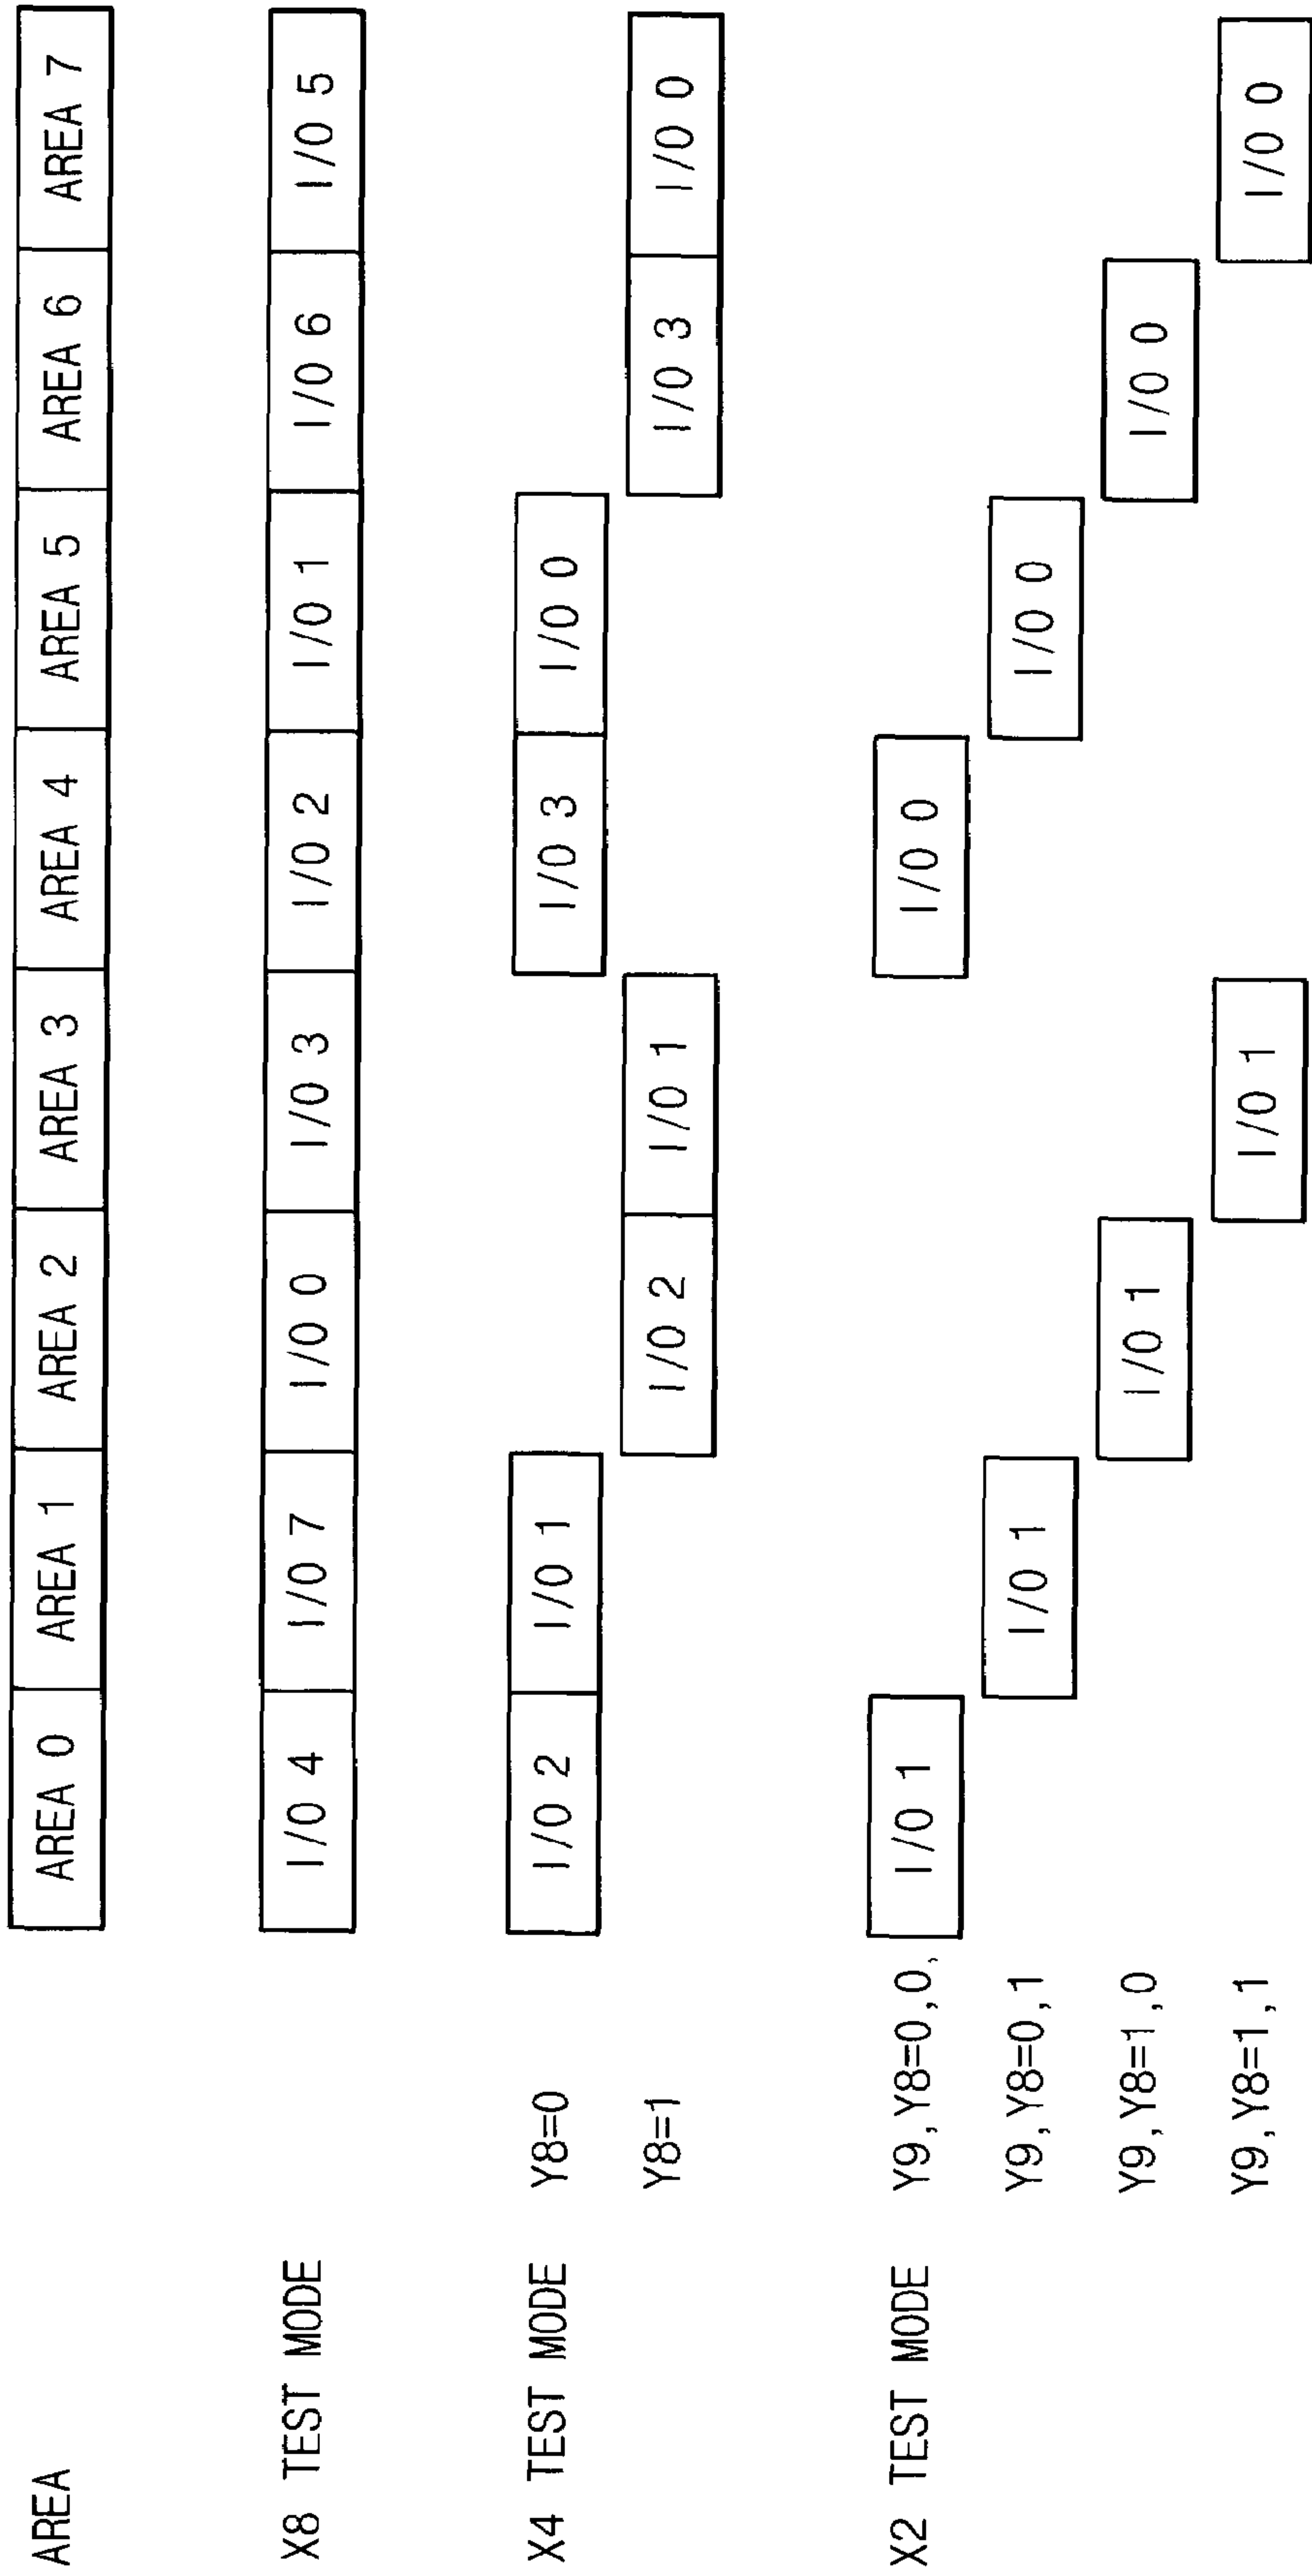 AREA AREA 0 AREA 1 AREA 2 AREA 3 AREA 4 AREA 5 AREA 6 AREA 7
X8 TEST MODE I/O 4 I/O 7 I/O 0 I/O 3 I/O 2 I/O 1 I/O 6 I/O 5
X4 TEST MODE Y8=0 I/O 2 I/O 1 I/O 3 I/O 0
Y8=1 I/O 2 I/O 1 I/O 3 I/O 0
X2 TEST MODE Y9,Y8=0,0, I/O 1 I/O 0
Y9,Y8=0,1 I/O 1 I/O 0
Y9,Y8=1,0 I/O 1 I/O 0
Y9,Y8=1,1 I/O 1 I/O 0